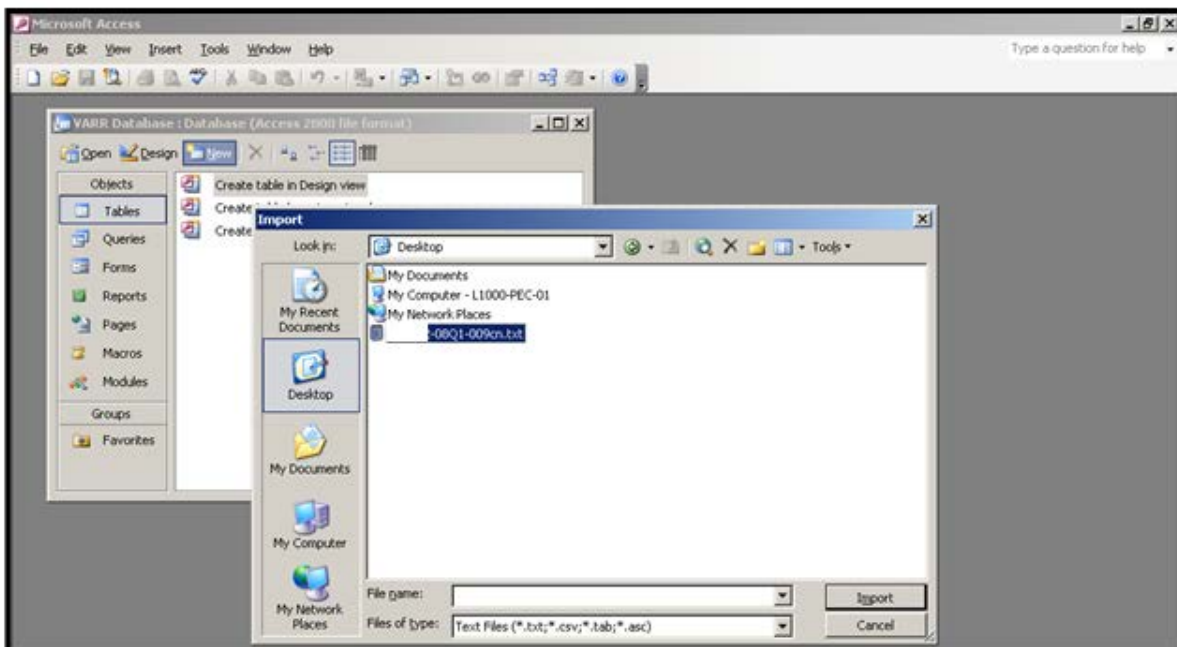 Microsoft Access
File Edit View Insert Tools Window Help
Type a question for help
VARR Database : Database (Access 2000 file format)
Open Design New
Objects
Tables
Queries
Forms
Reports
Pages
Macros
Modules
Groups
Favorites
Create table in Design view
Create
Create
Import
Look in:
Desktop
Tools
My Recent
Documents
Desktop
My Documents
My Computer
My Network
Places
My Documents
My Computer - L1000-PEC-01
My Network Places
-08Q1-009cn.txt
File name:
Import
Files of type:
Text Files (*.txt;*.csv;*.tab;*.asc)
Cancel